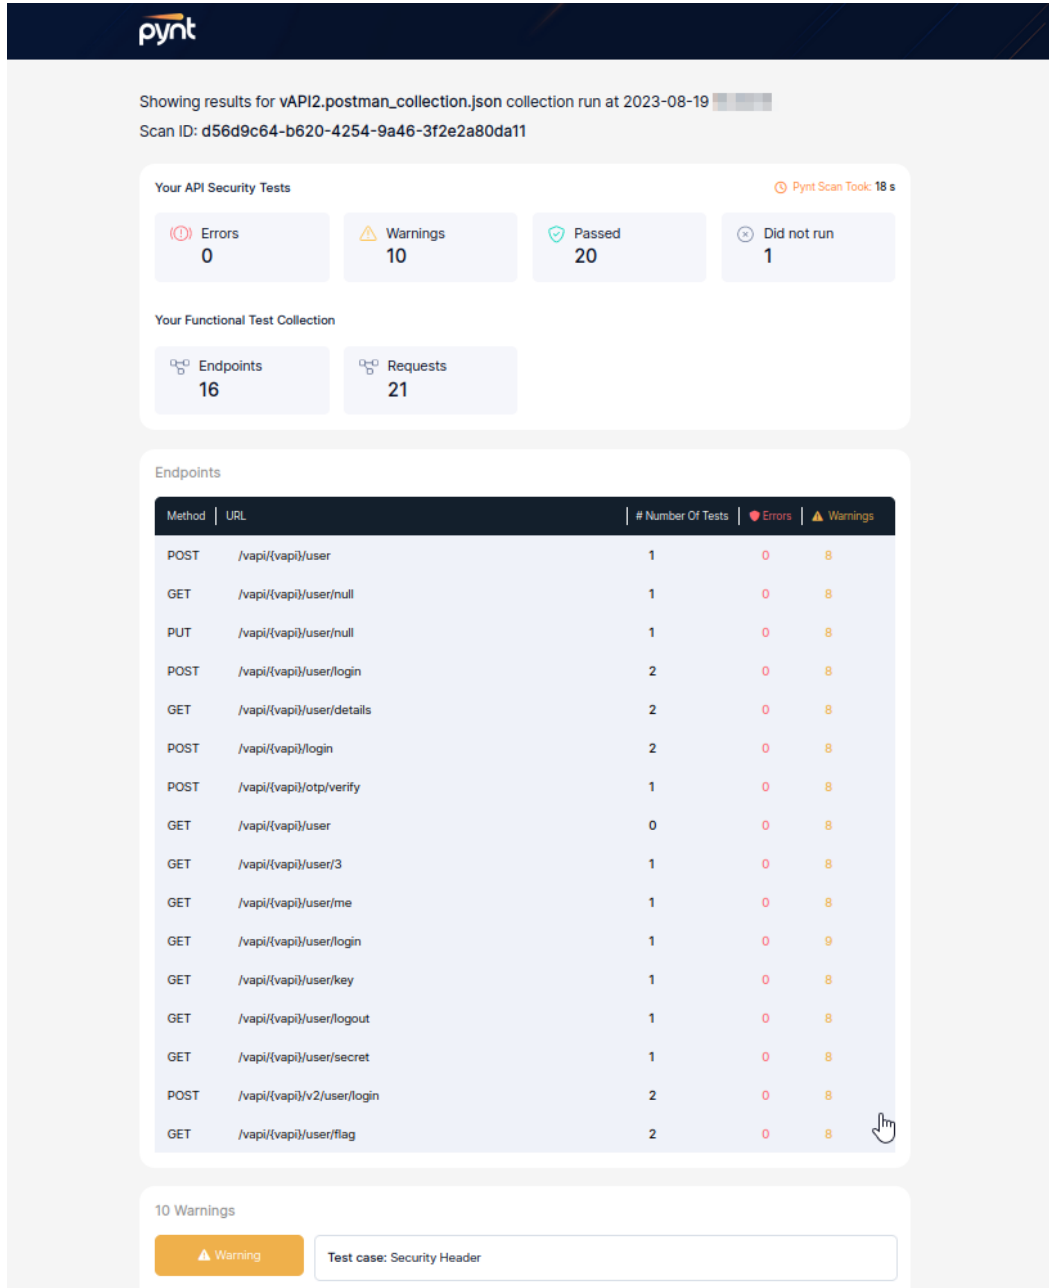 pynt
Showing results for vAPI2.postman_collection.json collection run at 2023-08-19
Scan ID: d56d9c64-b620-4254-9a46-3f2e2a80da11
Your API Security Tests
Pynt Scan Took: 18 s
Errors
0
Warnings
10
Passed
20
Did not run
1
Your Functional Test Collection
Endpoints
16
Requests
21
Endpoints
Method URL # Number Of Tests Errors Warnings
POST /vapi/{vapi}/user 1 0 8
GET /vapi/{vapi}/user/null 1 0 8
PUT /vapi/{vapi}/user/null 1 0 8
POST /vapi/{vapi}/user/login 2 0 8
GET /vapi/{vapi}/user/details 2 0 8
POST /vapi/{vapi}/login 2 0 8
POST /vapi/{vapi}/otp/verify 1 0 8
GET /vapi/{vapi}/user 0 0 8
GET /vapi/{vapi}/user/3 1 0 8
GET /vapi/{vapi}/user/me 1 0 8
GET /vapi/{vapi}/user/login 1 0 9
GET /vapi/{vapi}/user/key 1 0 8
GET /vapi/{vapi}/user/logout 1 0 8
GET /vapi/{vapi}/user/secret 1 0 8
POST /vapi/{vapi}/v2/user/login 2 0 8
GET /vapi/{vapi}/user/flag 2 0 8
10 Warnings
Warning
Test case: Security Header